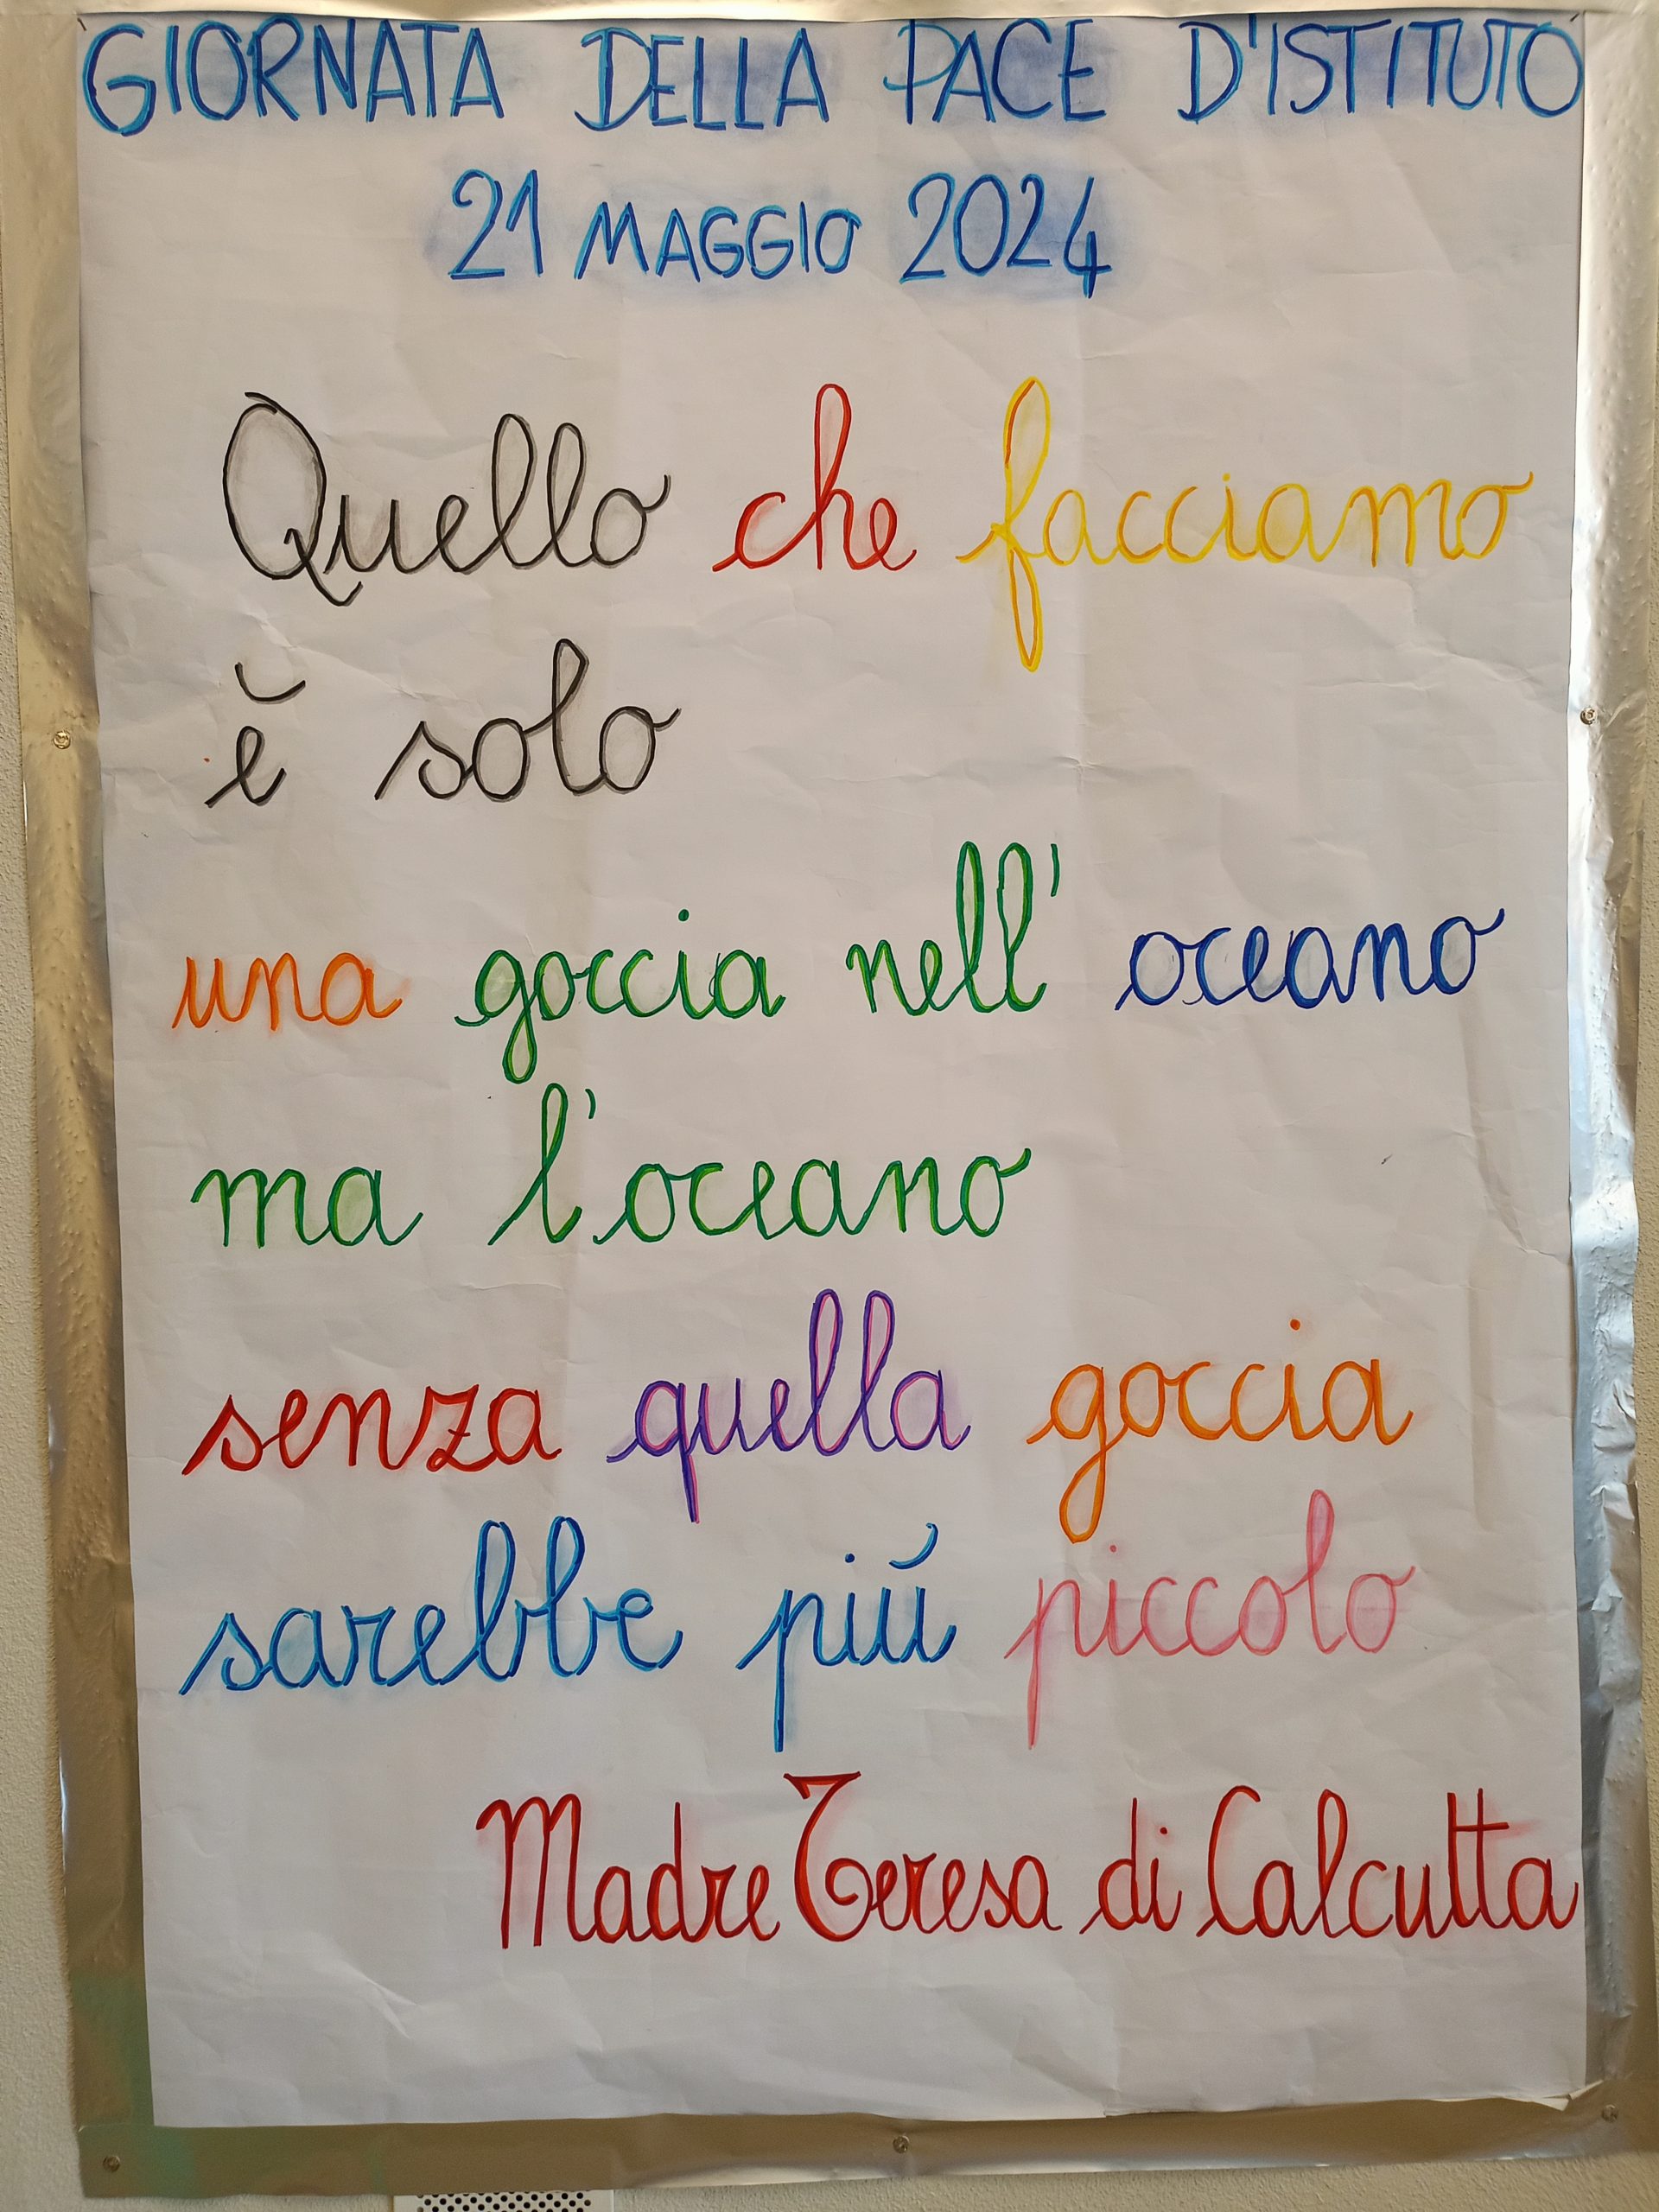 GIORNATA DELLA PACE D'ISTITUTO
21 MAGGIO 2024
Quello che facciamo
è solo
una goccia nell' oceano
ma l'oceano
senza quella goccia
sarebbe piú piccolo
Madre Teresa di Calcutta